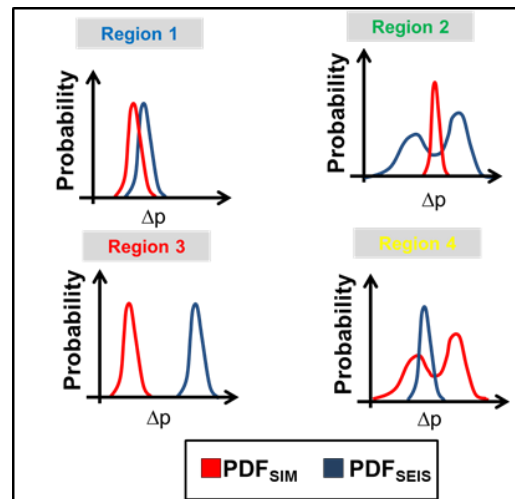 Region 1
Region 2
Probability
Δp
Probability
Δp
Region 3
Region 4
Probability
Δp
Probability
Δp
PDFSIM PDFSEIS